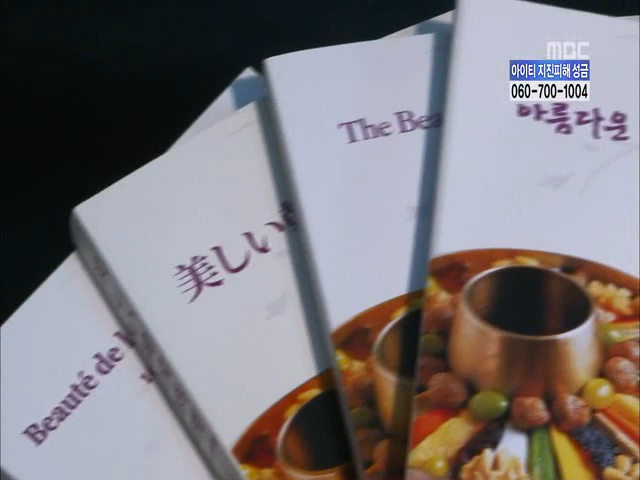 MBC
아이티 지진피해 성금
060-700-1004
아름다운
The Bea
美しい
Beauté de